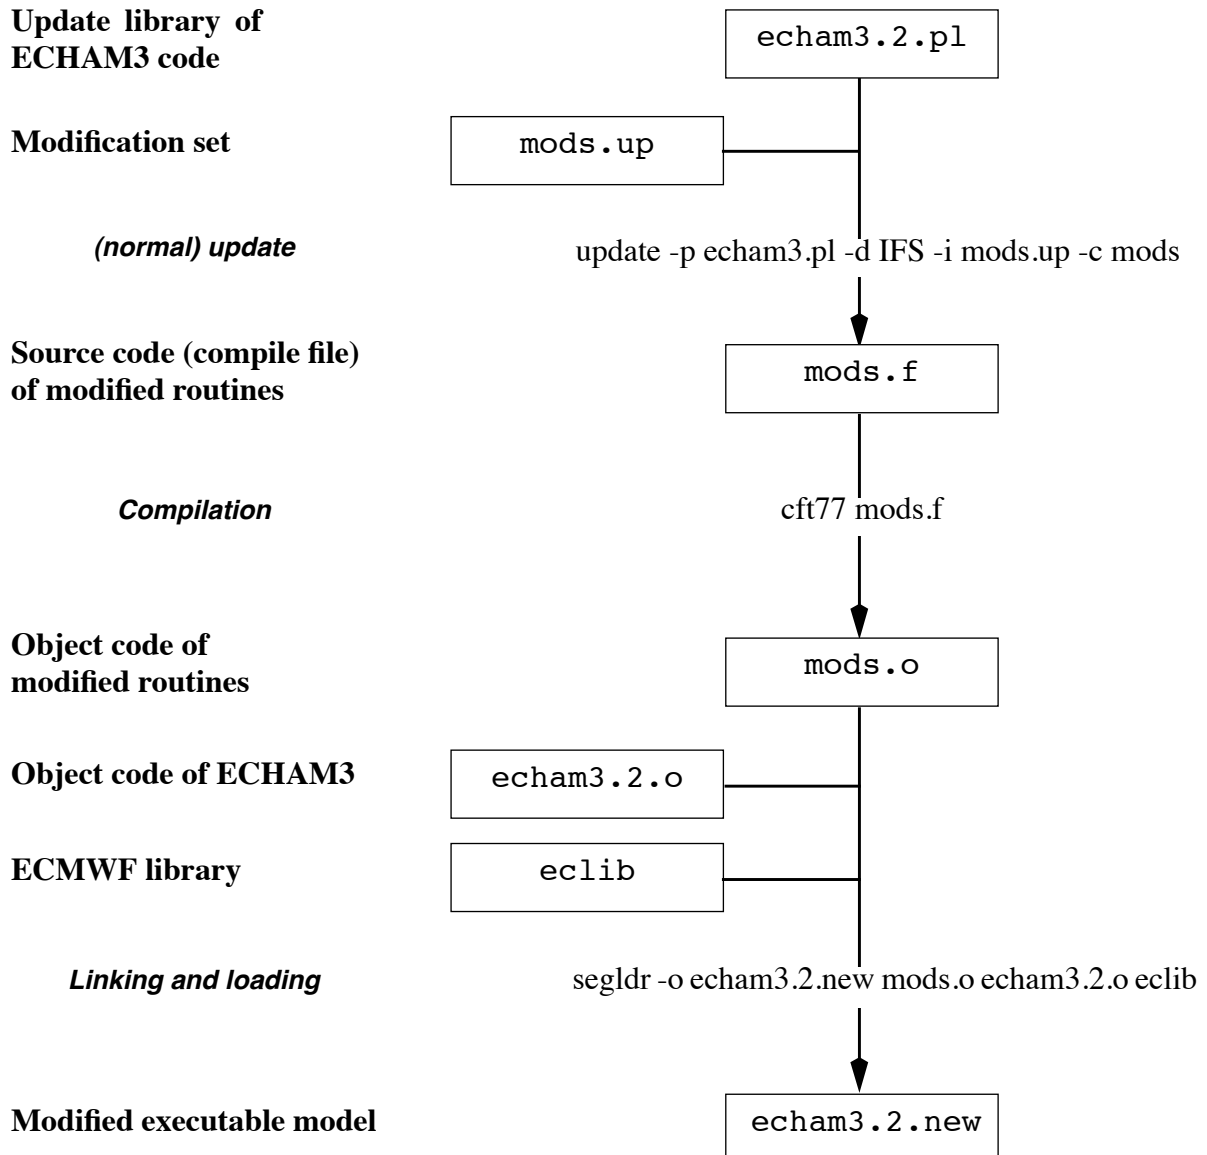 Update library of
ECHAM3 code
echam3.2.pl
Modification set
mods.up
(normal) update
update -p echam3.pl -d IFS -i mods.up -c mods
Source code (compile file)
of modified routines
mods.f
Compilation
cft77 mods.f
Object code of
modified routines
mods.o
Object code of ECHAM3
echam3.2.o
ECMWF library
eclib
Linking and loading
segldr -o echam3.2.new mods.o echam3.2.o eclib
Modified executable model
echam3.2.new